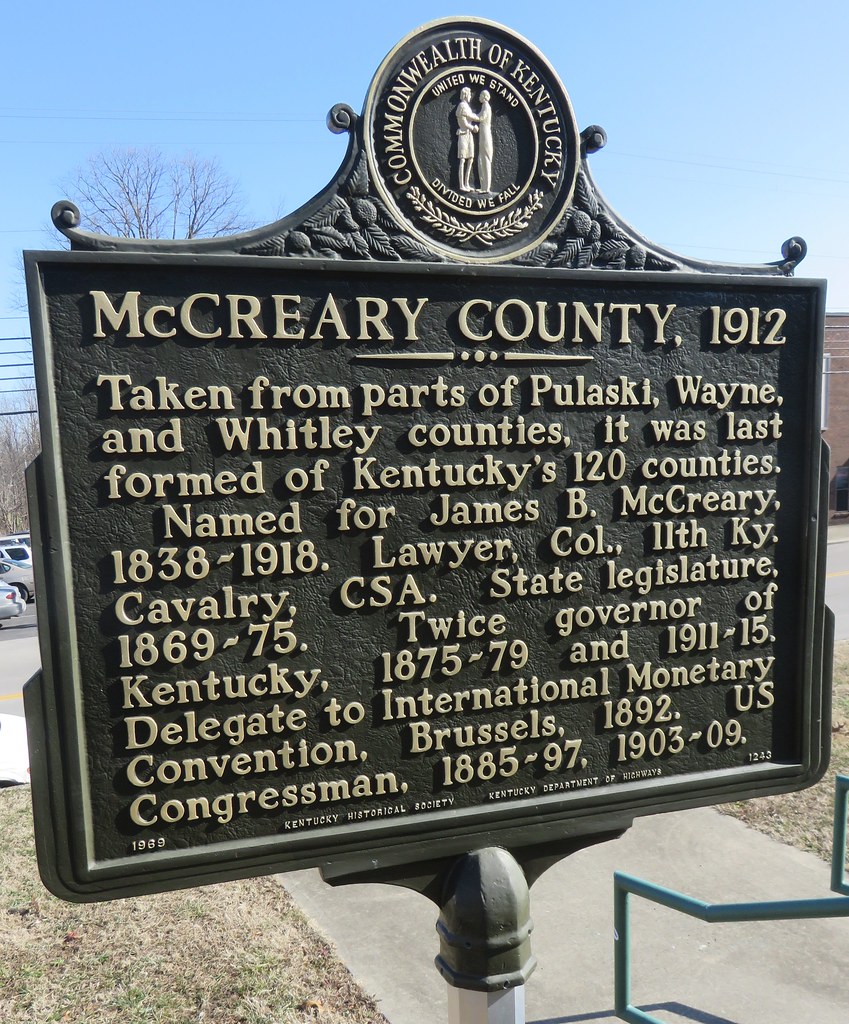 COMMONWEALTH OF KENTUCKY
UNITED WE STAND
DIVIDED WE FALL
McCREARY COUNTY, 1912
Taken from parts of Pulaski, Wayne,
and Whitley counties, it was last
formed of Kentucky's 120 counties.
Named for James B. McCreary,
1838-1918. Lawyer, Col., 11th Ky.
Cavalry, CSA. State legislature,
1869-75. Twice governor of
Kentucky, 1875-79 and 1911-15.
Delegate to International Monetary
Convention, Brussels, 1892. US
Congressman, 1885-97, 1903-09.
1969 KENTUCKY HISTORICAL SOCIETY KENTUCKY DEPARTMENT OF HIGHWAYS 1243